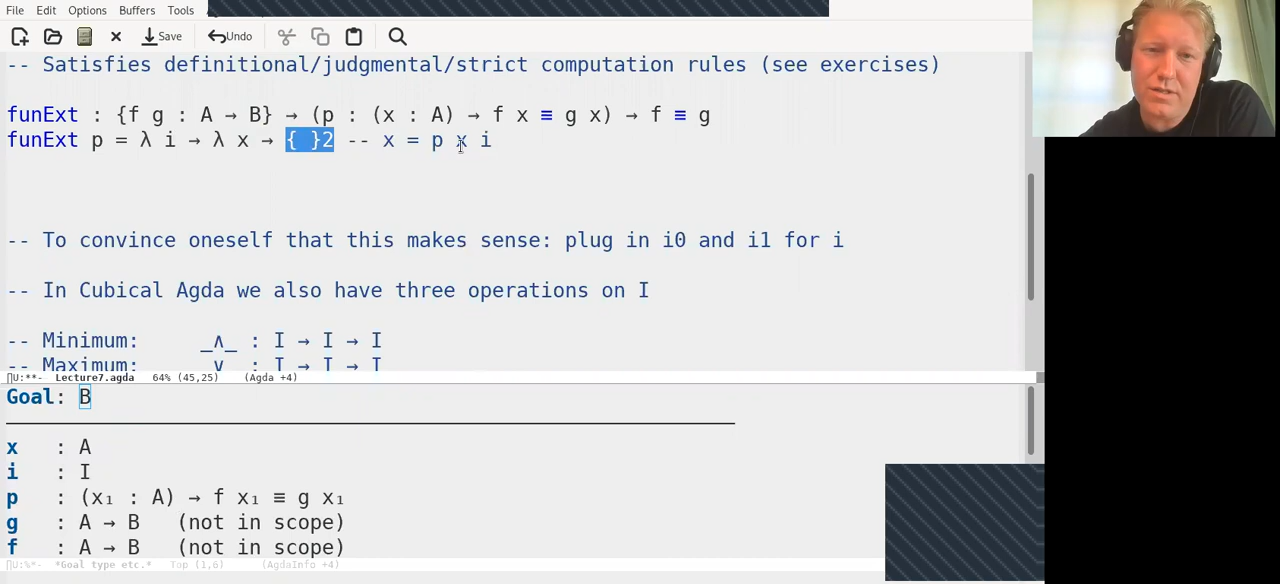 File Edit Options Buffers Tools
Save Undo
-- Satisfies definitional/judgmental/strict computation rules (see exercises)
funExt : {f g : A → B} → (p : (x : A) → f x ≡ g x) → f ≡ g
funExt p = λ i → λ x → { }2 -- x = p x i
-- To convince oneself that this makes sense: plug in i0 and i1 for i
-- In Cubical Agda we also have three operations on I
-- Minimum: _∧_ : I → I → I
-- Maximum: _∨_ : I → I → I
U:**- Lecture7.agda 64% (45,25) (Agda +4)
Goal: B
x : A
i : I
p : (x₁ : A) → f x₁ ≡ g x₁
g : A → B (not in scope)
f : A → B (not in scope)
U:%*- *Goal type etc.* Top (1,6) (AgdaInfo +4)